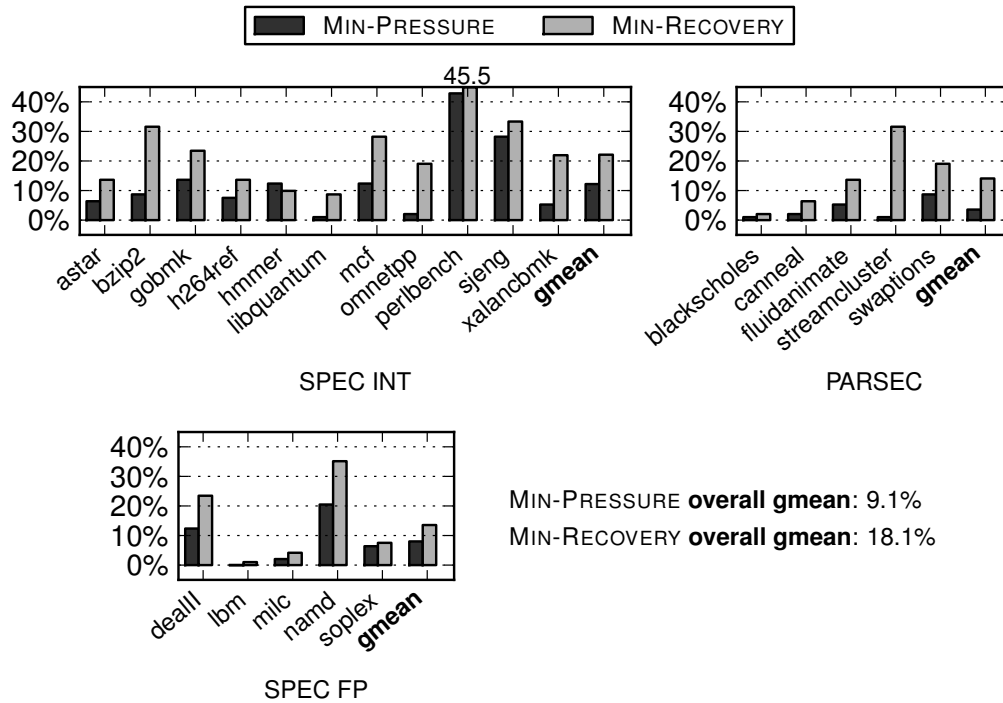 MIN-PRESSURE MIN-RECOVERY
45.5
40%
30%
20%
10%
0%
astar
bzip2
gobmk
h264ref
hmmer
libquantum
mcf
omnetpp
perlbench
sjeng
xalancbmk
gmean
SPEC INT
40%
30%
20%
10%
0%
blackscholes
canneal
fluidanimate
streamcluster
swaptions
gmean
PARSEC
40%
30%
20%
10%
0%
dealII
lbm
milc
namd
soplex
gmean
SPEC FP
MIN-PRESSURE overall gmean: 9.1%
MIN-RECOVERY overall gmean: 18.1%